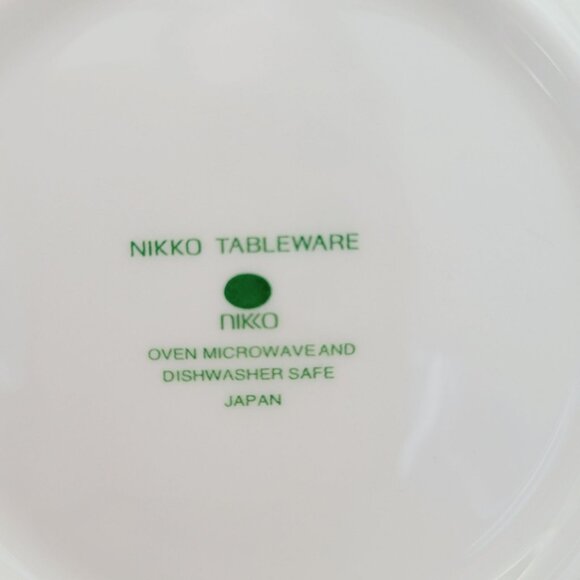 NIKKO TABLEWARE
nikko
OVEN MICROWAVE AND
DISHWASHER SAFE
JAPAN